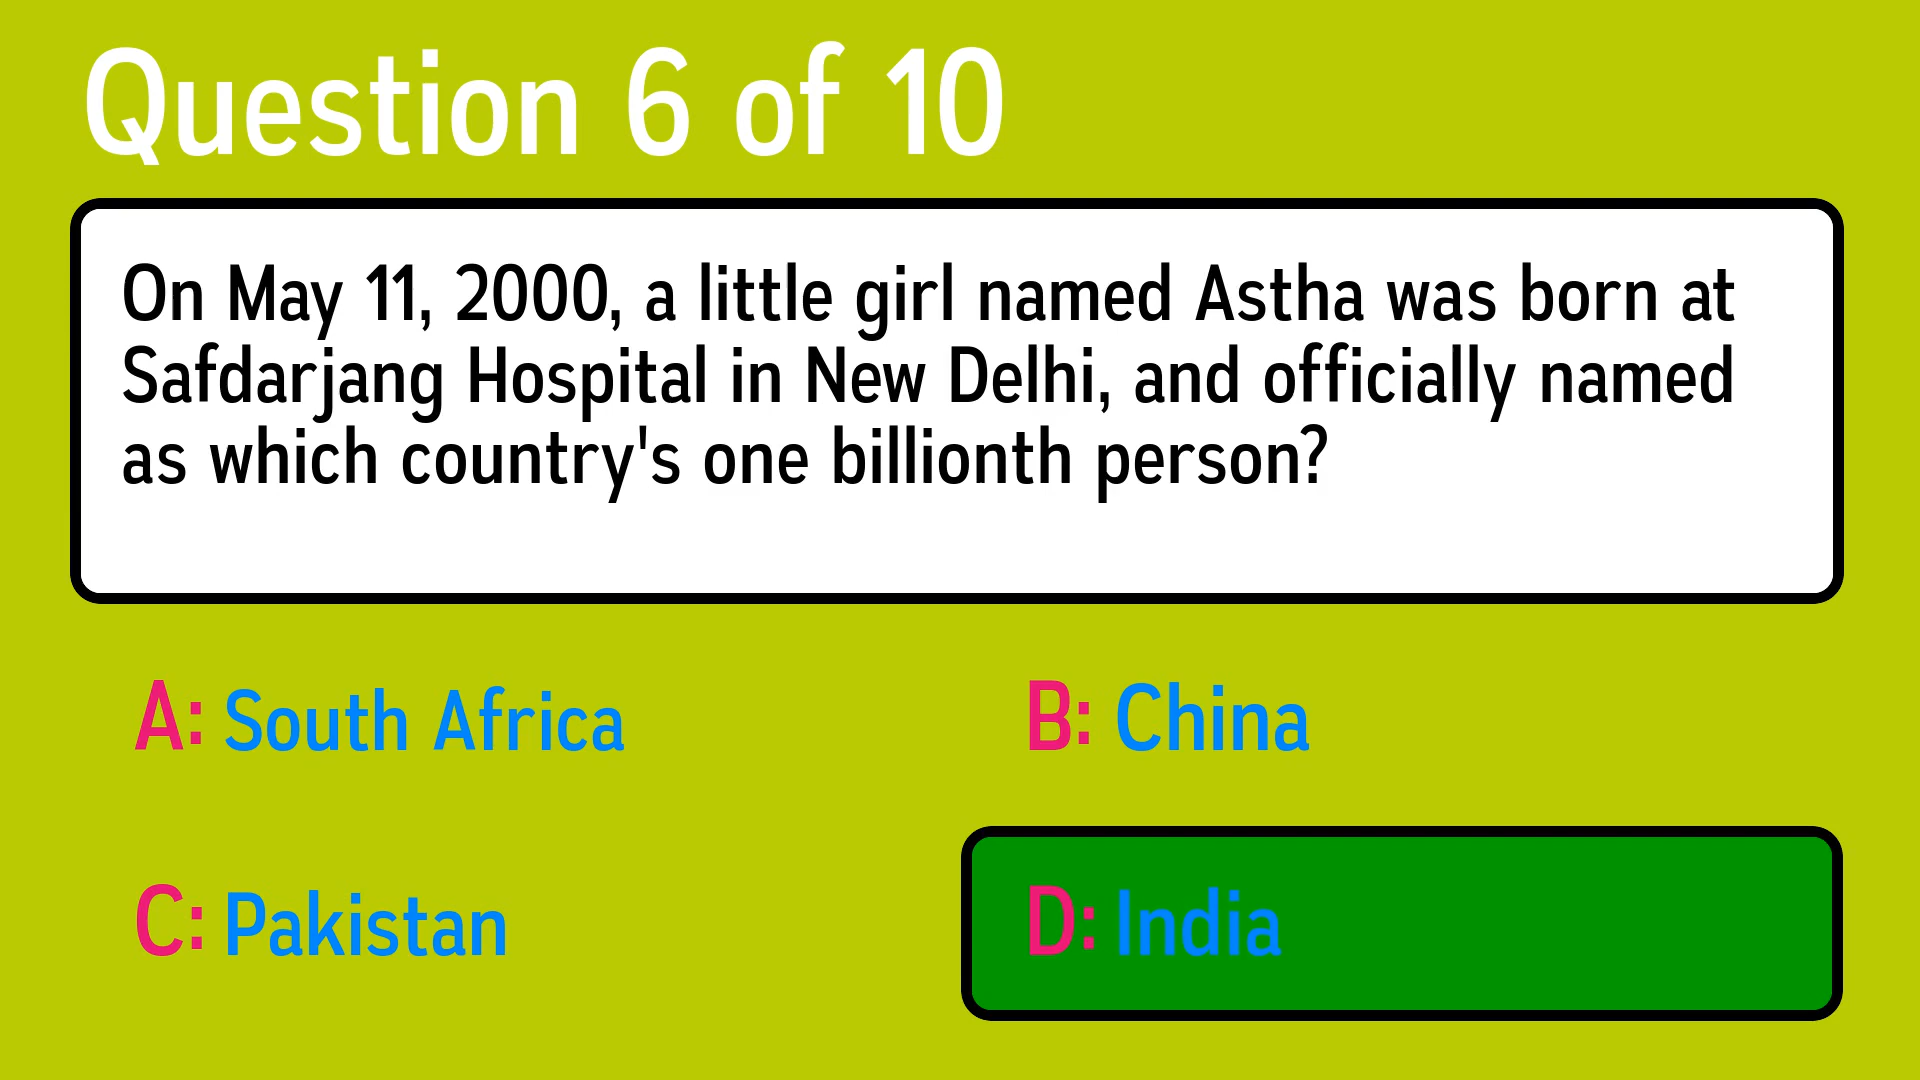 Question 6 of 10
On May 11, 2000, a little girl named Astha was born at
Safdarjang Hospital in New Delhi, and officially named
as which country's one billionth person?
A: South Africa
B: China
C: Pakistan
D: India